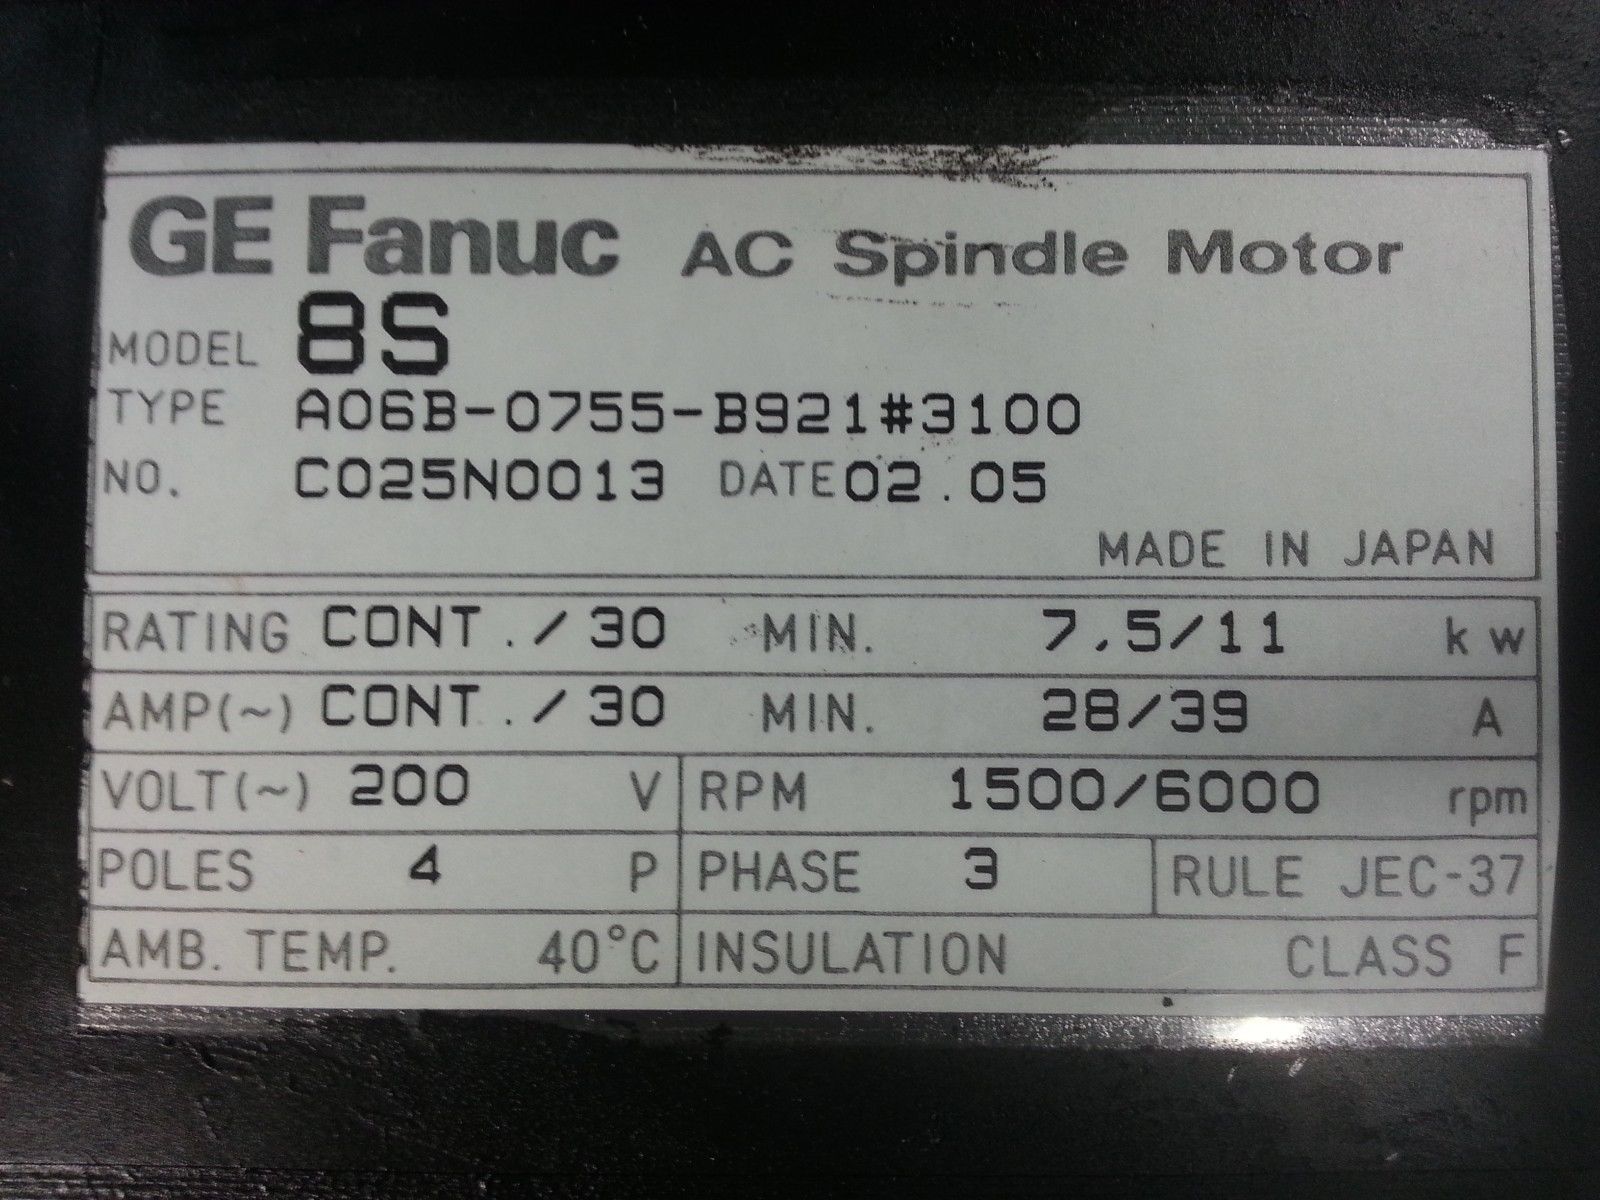 GE Fanuc AC Spindle Motor
MODEL 8S
TYPE A06B-0755-B921#3100
NO. C025N0013 DATE 02.05
MADE IN JAPAN
RATING CONT./30 MIN. 7.5/11 kw
AMP(~) CONT./30 MIN. 28/39 A
VOLT(~) 200 V RPM 1500/6000 rpm
POLES 4 P PHASE 3 RULE JEC-37
AMB. TEMP. 40°C INSULATION CLASS F